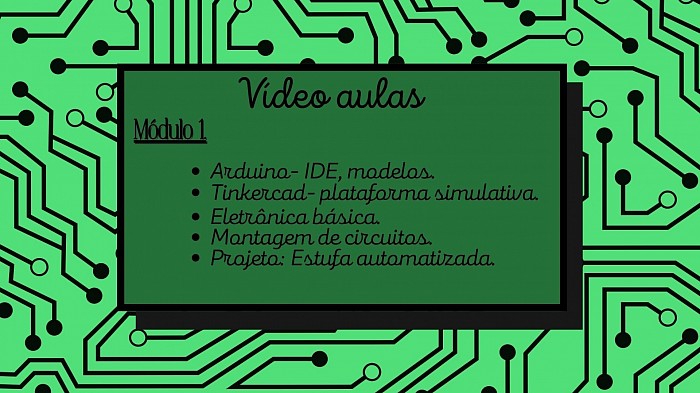 Vídeo aulas
Módulo 1
• Arduino- IDE, modelos.
• Tinkercad- plataforma simulativa.
• Eletrônica básica.
• Montagem de circuitos.
• Projeto: Estufa automatizada.